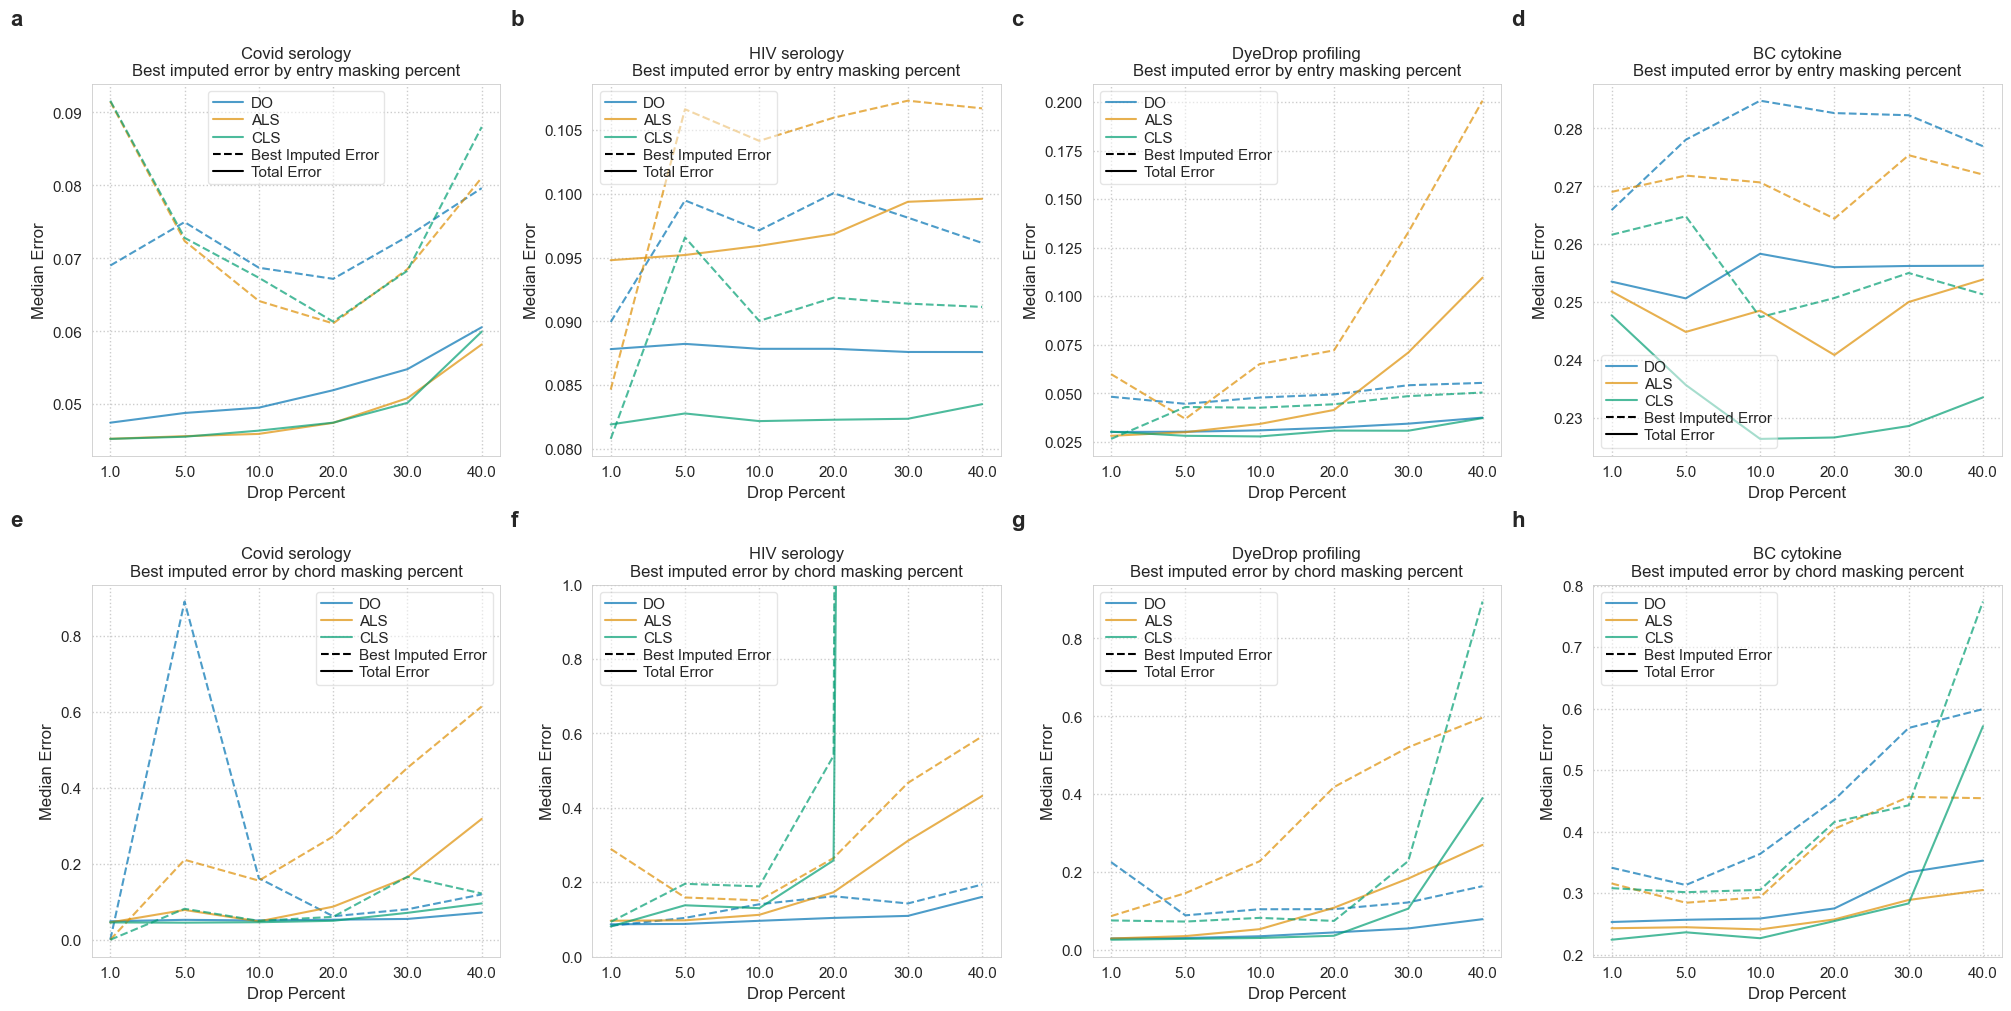 a
Covid serology
Best imputed error by entry masking percent
DO
ALS
CLS
Best Imputed Error
Total Error
0.09
0.08
0.07
0.06
0.05
Median Error
1.0 5.0 10.0 20.0 30.0 40.0
Drop Percent
b
HIV serology
Best imputed error by entry masking percent
DO
ALS
CLS
Best Imputed Error
Total Error
0.105
0.100
0.095
0.090
0.085
0.080
Median Error
1.0 5.0 10.0 20.0 30.0 40.0
Drop Percent
c
DyeDrop profiling
Best imputed error by entry masking percent
DO
ALS
CLS
Best Imputed Error
Total Error
0.200
0.175
0.150
0.125
0.100
0.075
0.050
0.025
Median Error
1.0 5.0 10.0 20.0 30.0 40.0
Drop Percent
d
BC cytokine
Best imputed error by entry masking percent
0.28
0.27
0.26
0.25
0.24
0.23
Median Error
DO
ALS
CLS
Best Imputed Error
Total Error
1.0 5.0 10.0 20.0 30.0 40.0
Drop Percent
e
Covid serology
Best imputed error by chord masking percent
DO
ALS
CLS
Best Imputed Error
Total Error
0.8
0.6
0.4
0.2
0.0
Median Error
1.0 5.0 10.0 20.0 30.0 40.0
Drop Percent
f
HIV serology
Best imputed error by chord masking percent
DO
ALS
CLS
Best Imputed Error
Total Error
1.0
0.8
0.6
0.4
0.2
0.0
Median Error
1.0 5.0 10.0 20.0 30.0 40.0
Drop Percent
g
DyeDrop profiling
Best imputed error by chord masking percent
DO
ALS
CLS
Best Imputed Error
Total Error
0.8
0.6
0.4
0.2
0.0
Median Error
1.0 5.0 10.0 20.0 30.0 40.0
Drop Percent
h
BC cytokine
Best imputed error by chord masking percent
DO
ALS
CLS
Best Imputed Error
Total Error
0.8
0.7
0.6
0.5
0.4
0.3
0.2
Median Error
1.0 5.0 10.0 20.0 30.0 40.0
Drop Percent